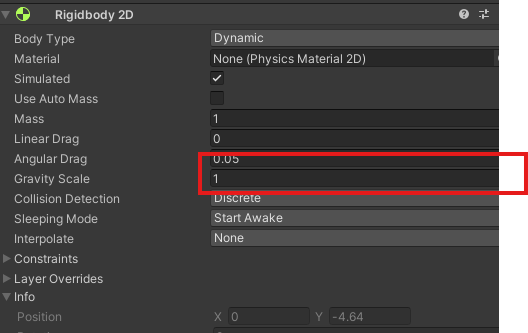 Rigidbody 2D
Body Type Dynamic
Material None (Physics Material 2D)
Simulated
Use Auto Mass
Mass 1
Linear Drag 0
Angular Drag 0.05
Gravity Scale 1
Collision Detection Discrete
Sleeping Mode Start Awake
Interpolate None
Constraints
Layer Overrides
Info
Position X 0 Y -4.64